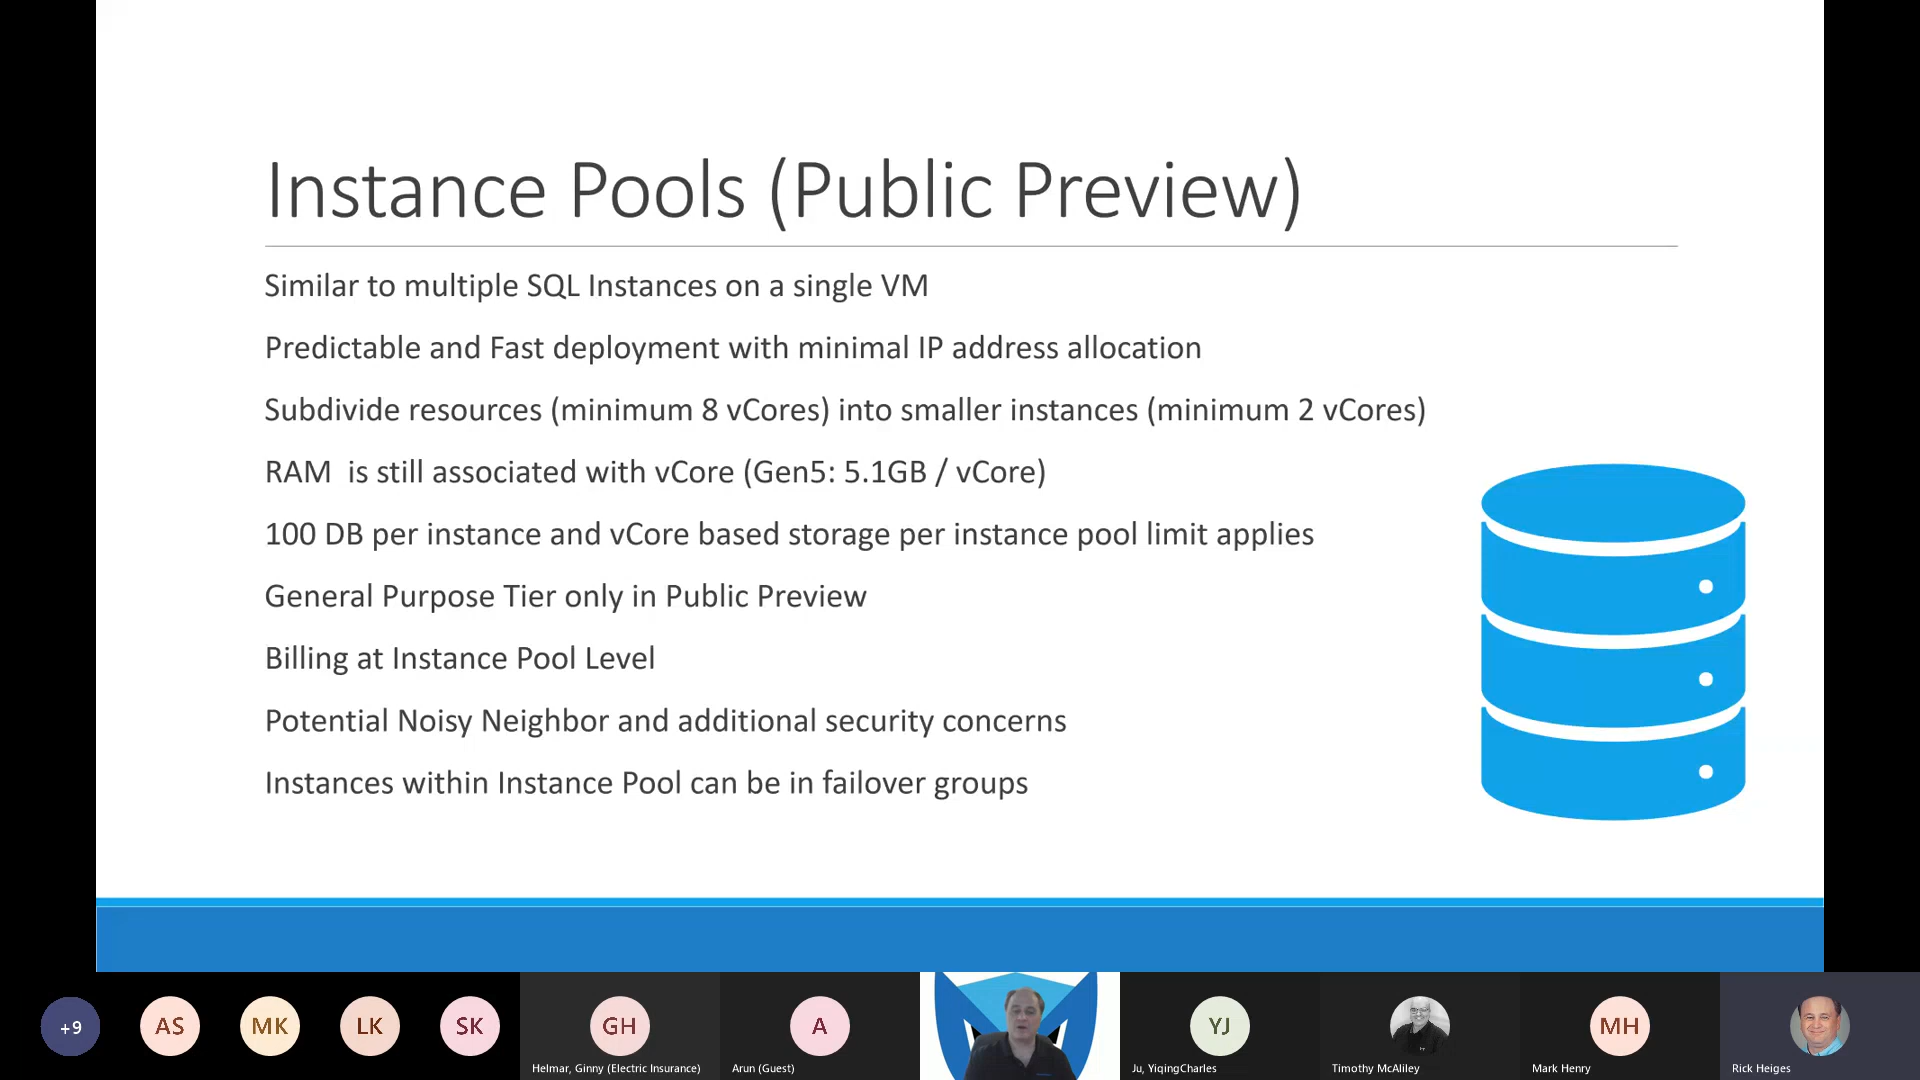 Instance Pools (Public Preview)
Similar to multiple SQL Instances on a single VM
Predictable and Fast deployment with minimal IP address allocation
Subdivide resources (minimum 8 vCores) into smaller instances (minimum 2 vCores)
RAM  is still associated with vCore (Gen5: 5.1GB / vCore)
100 DB per instance and vCore based storage per instance pool limit applies
General Purpose Tier only in Public Preview
Billing at Instance Pool Level
Potential Noisy Neighbor and additional security concerns
Instances within Instance Pool can be in failover groups
+9
AS
MK
LK
SK
GH
A
YJ
MH
Helmar, Ginny (Electric Insurance)
Arun (Guest)
Ju, YiqingCharles
Timothy McAliley
Mark Henry
Rick Heiges